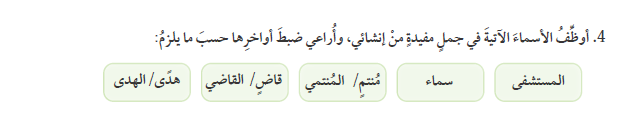 4. أوظِّفُ الأسماءَ الآتيةَ في جملٍ مفيدةٍ منْ إنشائي، وأُراعي ضبطَ أواخرِها حسبَ ما يلزمُ:
المستشفى
سماء
مُنتمٍ/ المُنتمي
قاضٍ/ القاضي
هدًى/ الهدى